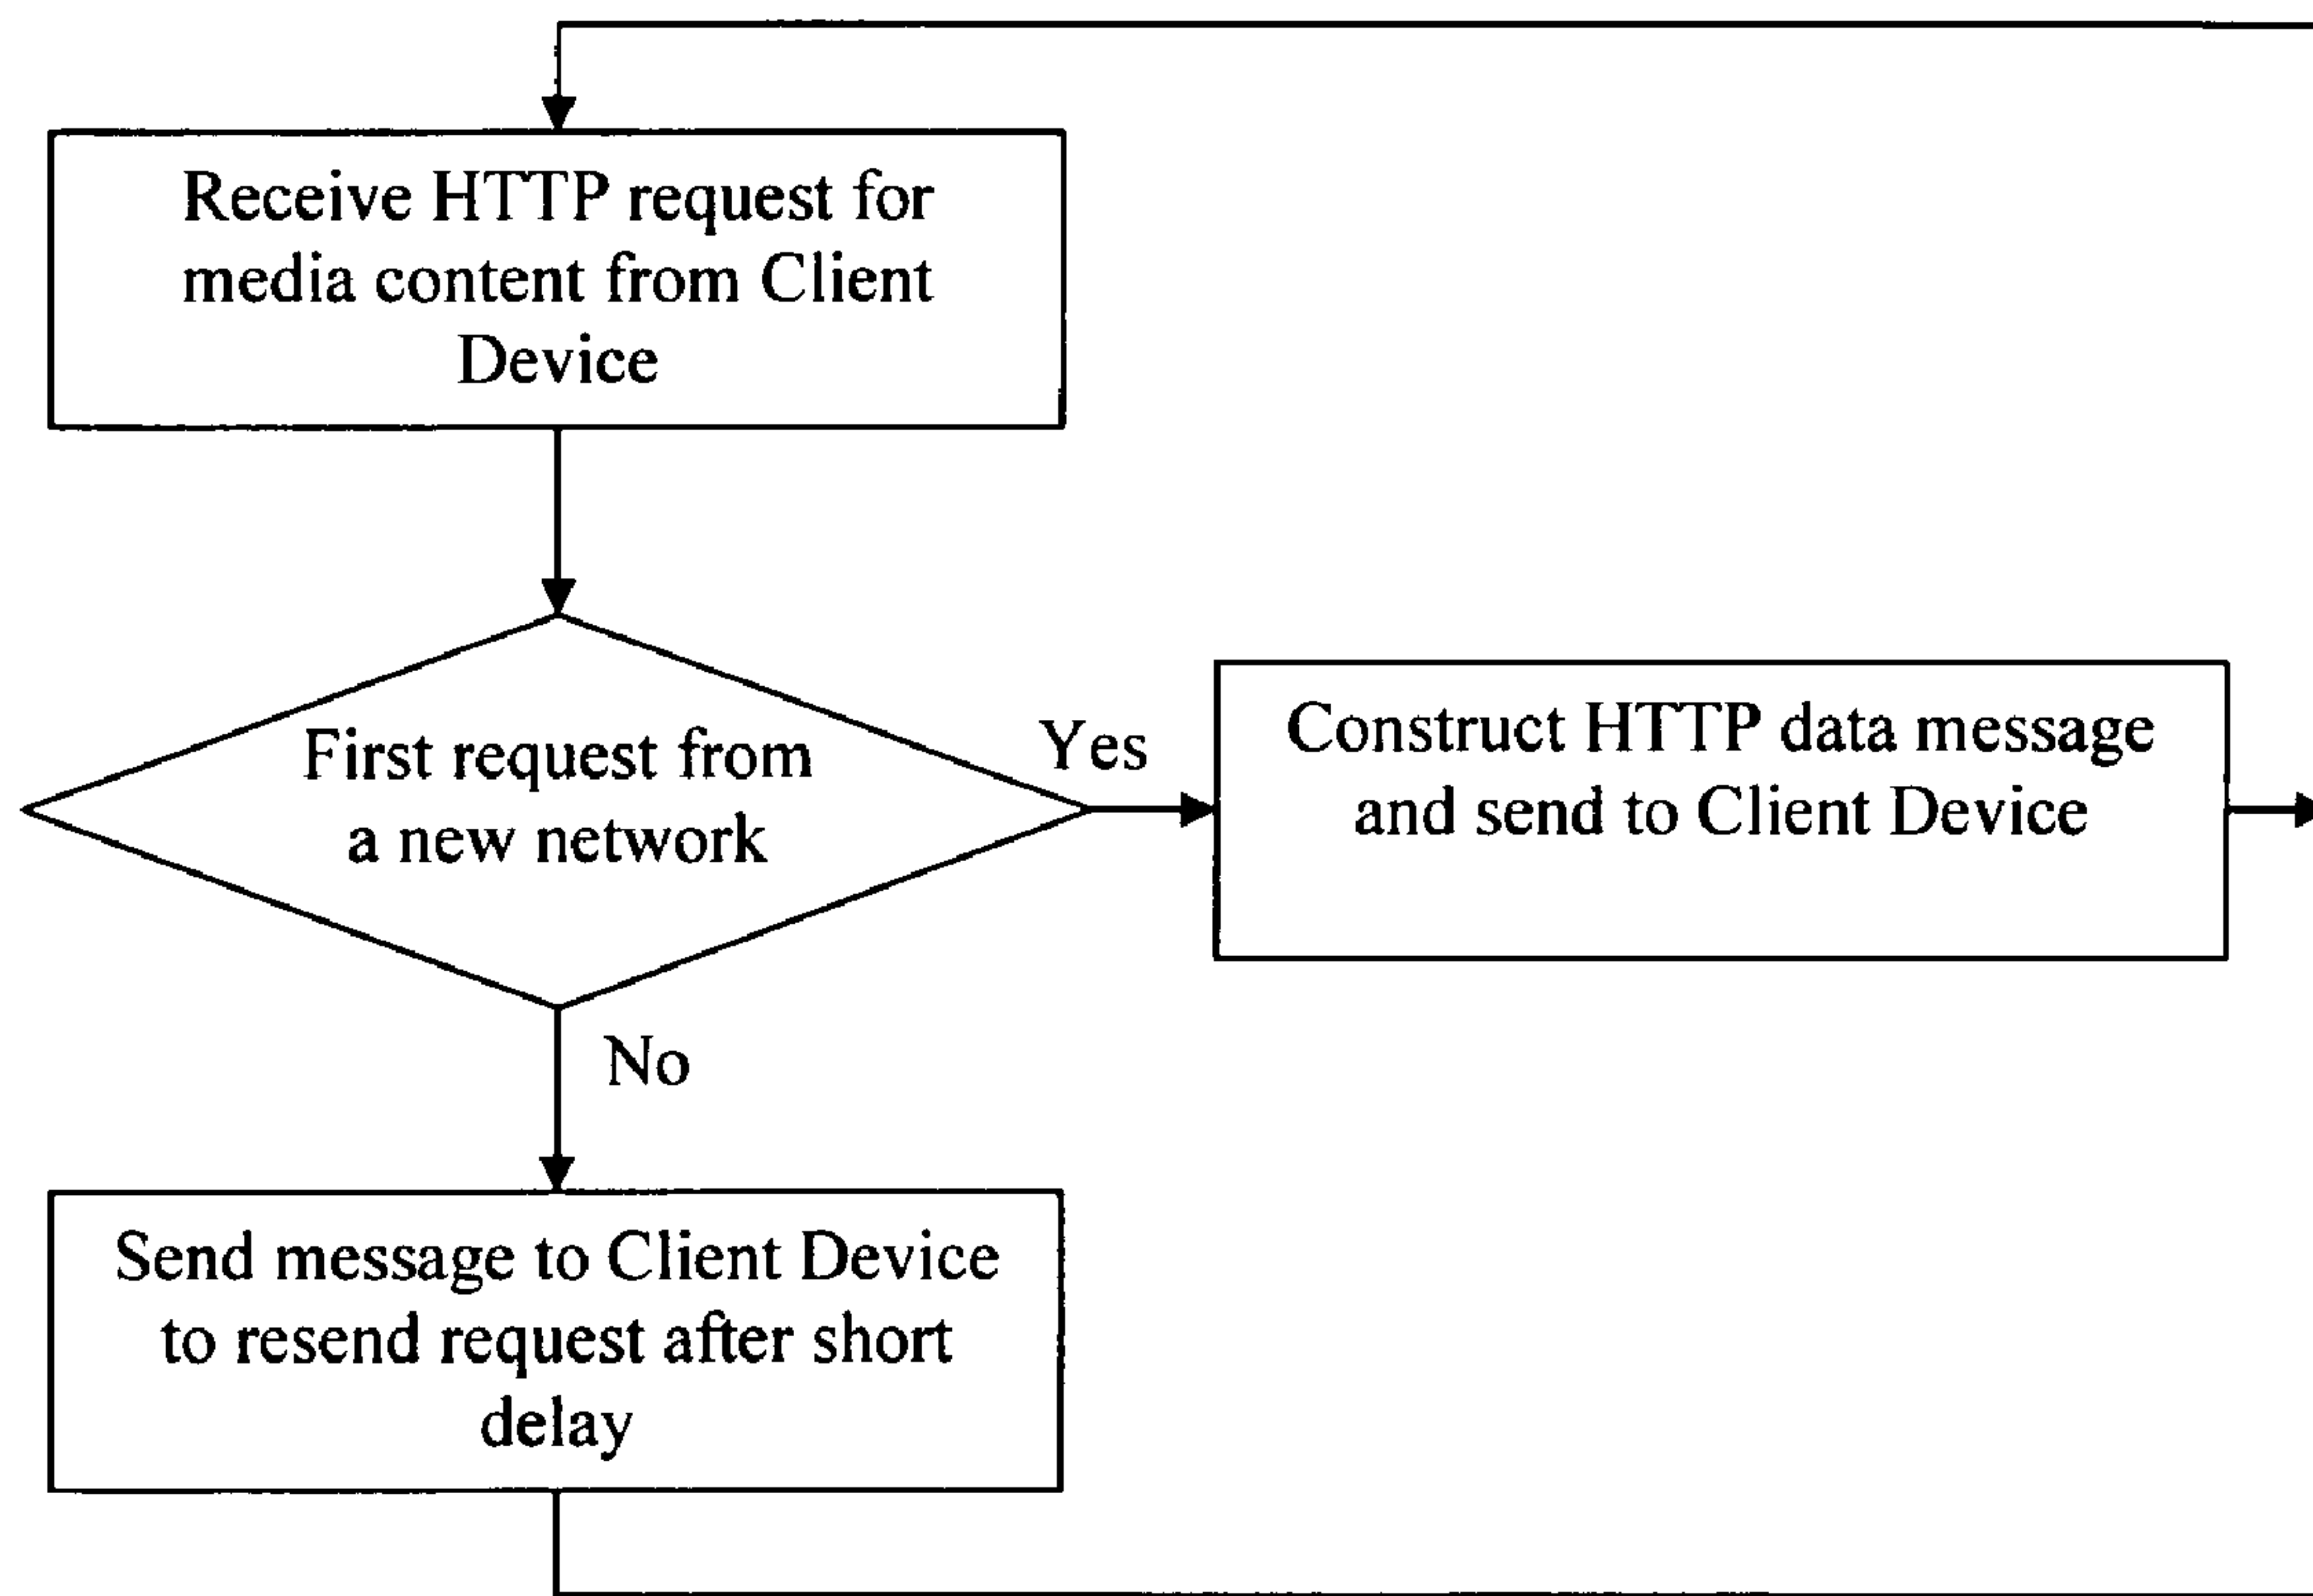 Receive HTTP request for
media content from Client
Device
First request from
a new network
Yes
Construct HTTP data message
and send to Client Device
No
Send message to Client Device
to resend request after short
delay